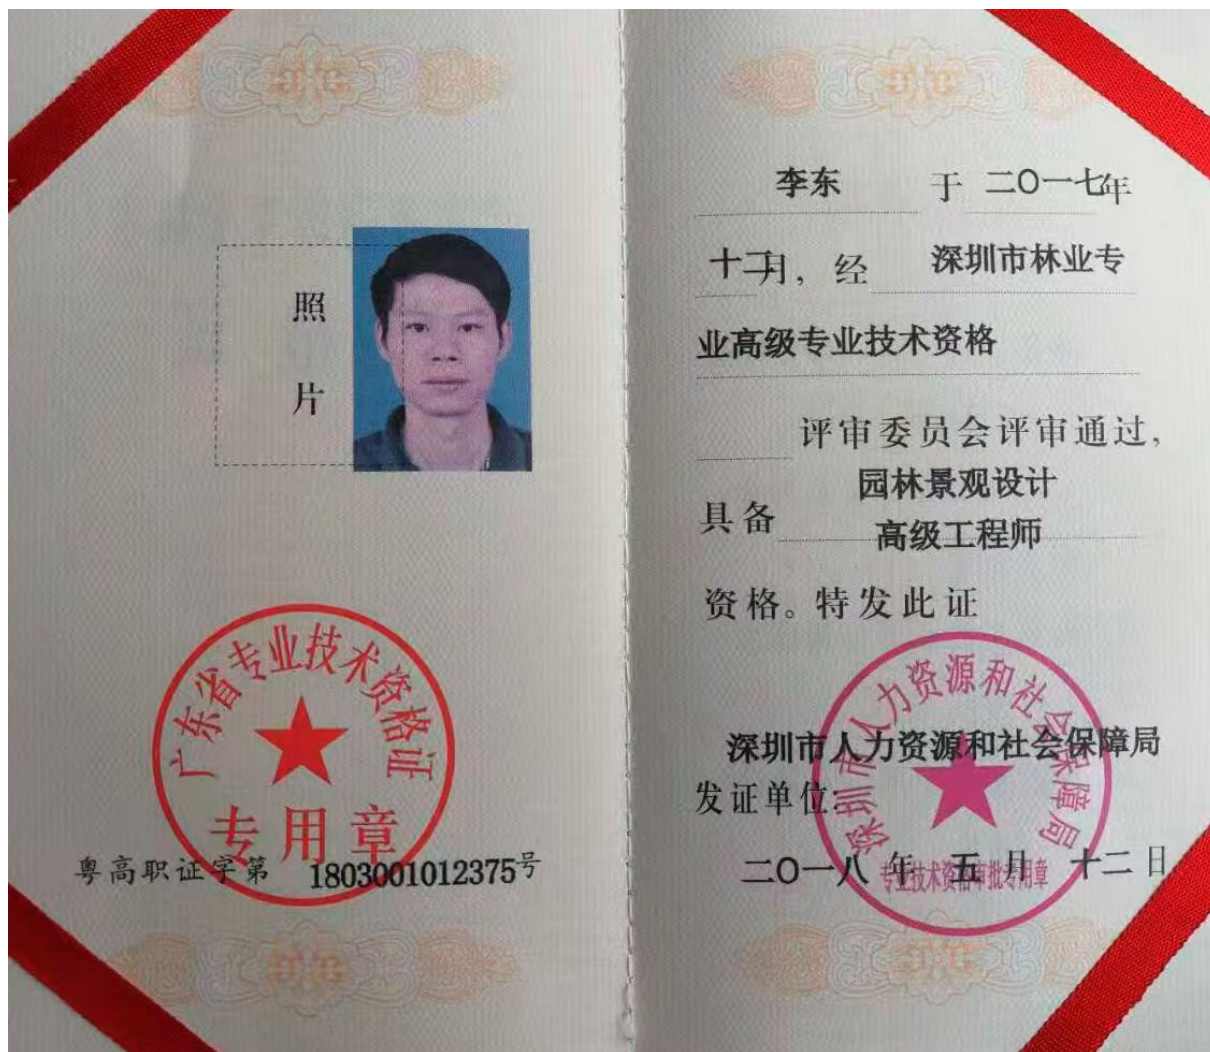 照
片
广东省专业技术资格证
专用章
粤高职证字第 1803001012375号
李东 于 二〇一七年
十二月，经 深圳市林业专
业高级专业技术资格
评审委员会评审通过，
园林景观设计
具备 高级工程师
资格。特发此证
深圳市人力资源和社会保障局
深圳市人力资源和社会保障局
发证单位：
二〇一八 年 五 月 十二 日
专业技术资格审批专用章